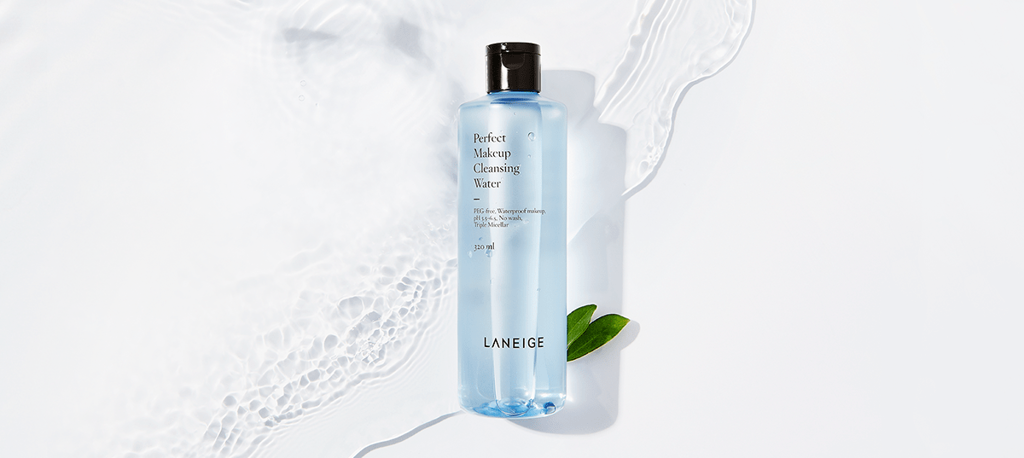 Perfect
Makeup
Cleansing
Water
PEG-free, Waterproof makeup,
pH 5.5-6.5, No wash,
Triple Micellar
320 ml
LANEIGE